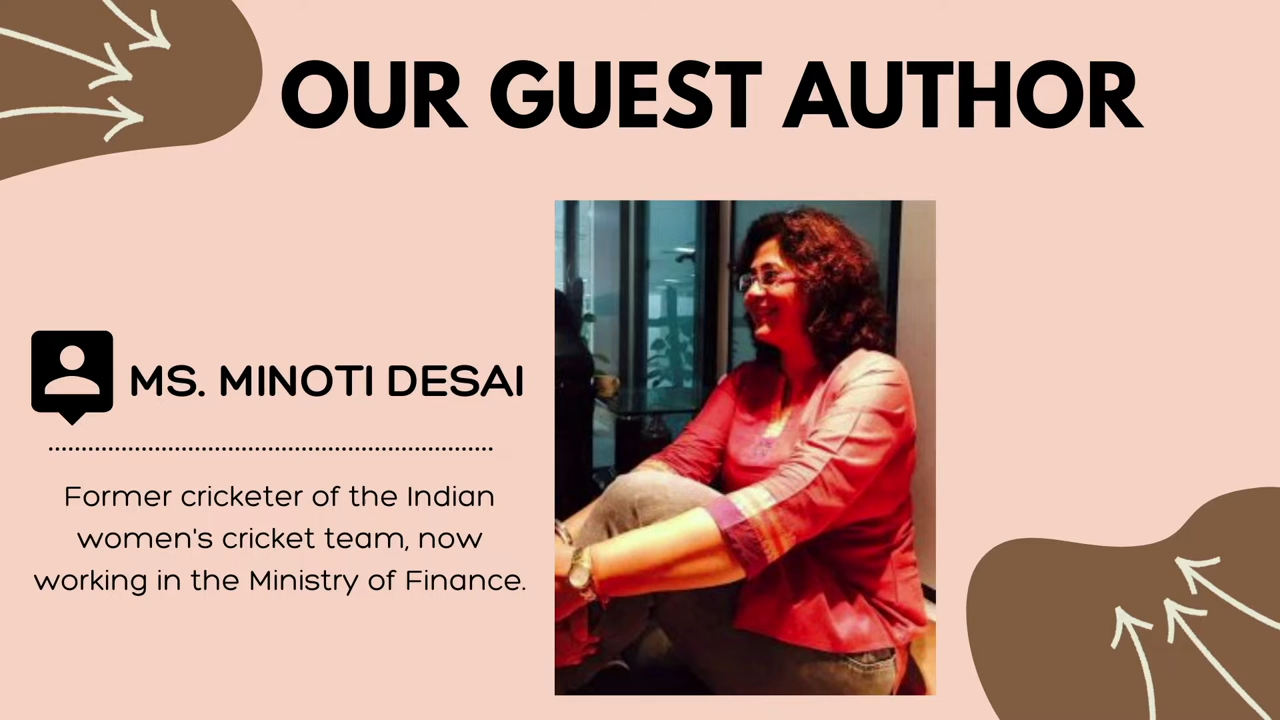 OUR GUEST AUTHOR
MS. MINOTI DESAI
Former cricketer of the Indian
women's cricket team, now
working in the Ministry of Finance.